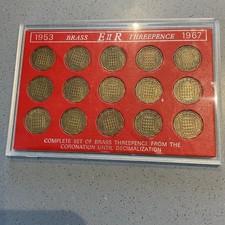 1953 BRASS EIIR THREEPENCE 1967
COMPLETE SET OF BRASS THREEPENCE FROM THE
CORONATION UNTIL DECIMALIZATION